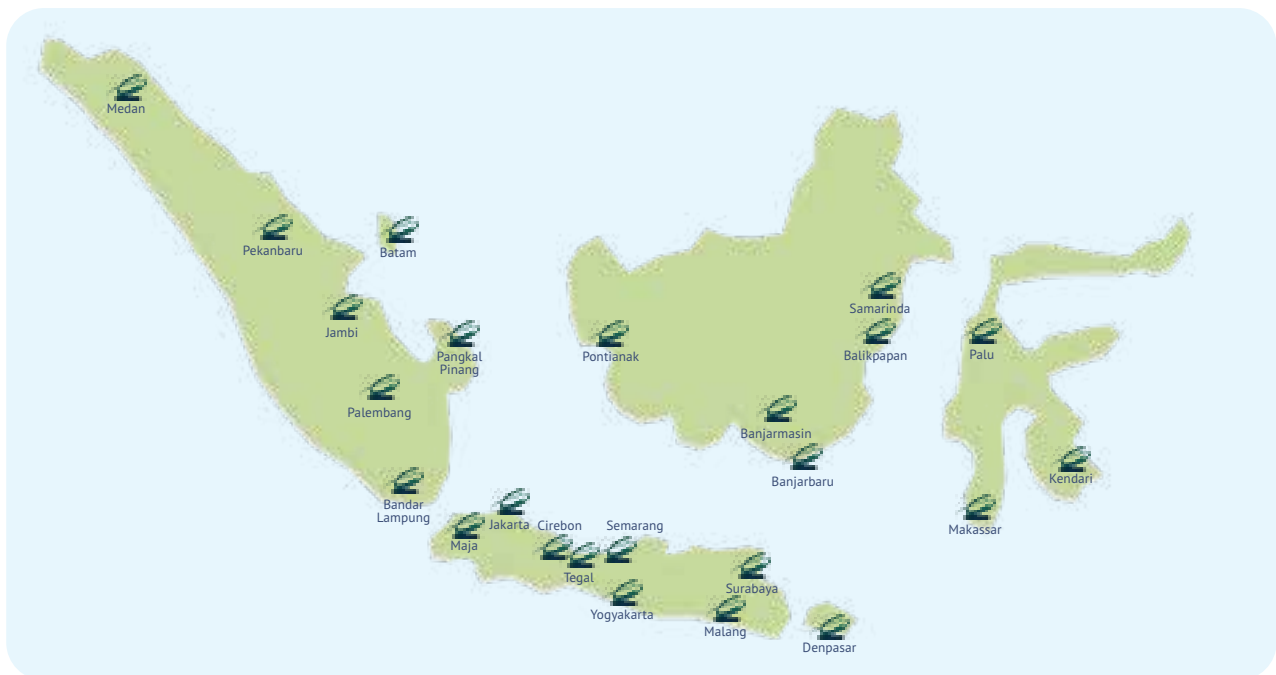 Medan
Pekanbaru
Batam
Jambi
Pangkal
Pinang
Palembang
Bandar
Lampung
Pontianak
Samarinda
Balikpapan
Banjarmasin
Banjarbaru
Palu
Kendari
Makassar
Jakarta
Cirebon
Semarang
Maja
Tegal
Surabaya
Yogyakarta
Malang
Denpasar